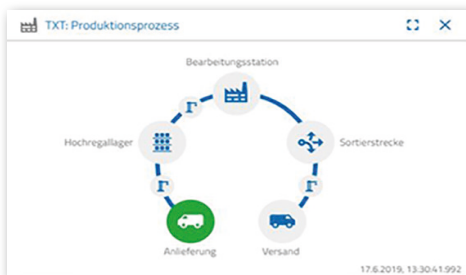 TXT: Produktionsprozess
Bearbeitungsstation
Hochregallager
Sortierstrecke
Anlieferung
Versand
17.6.2019, 13:30:41:992